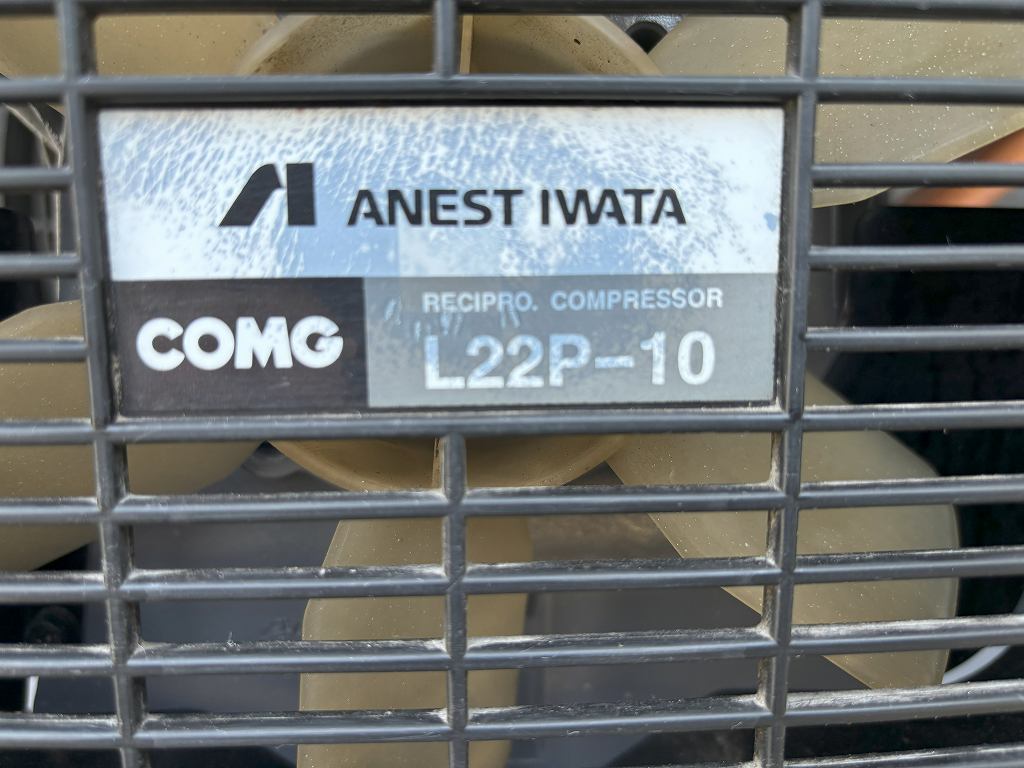 ANEST IWATA
COMG
RECIPRO. COMPRESSOR
L22P-10